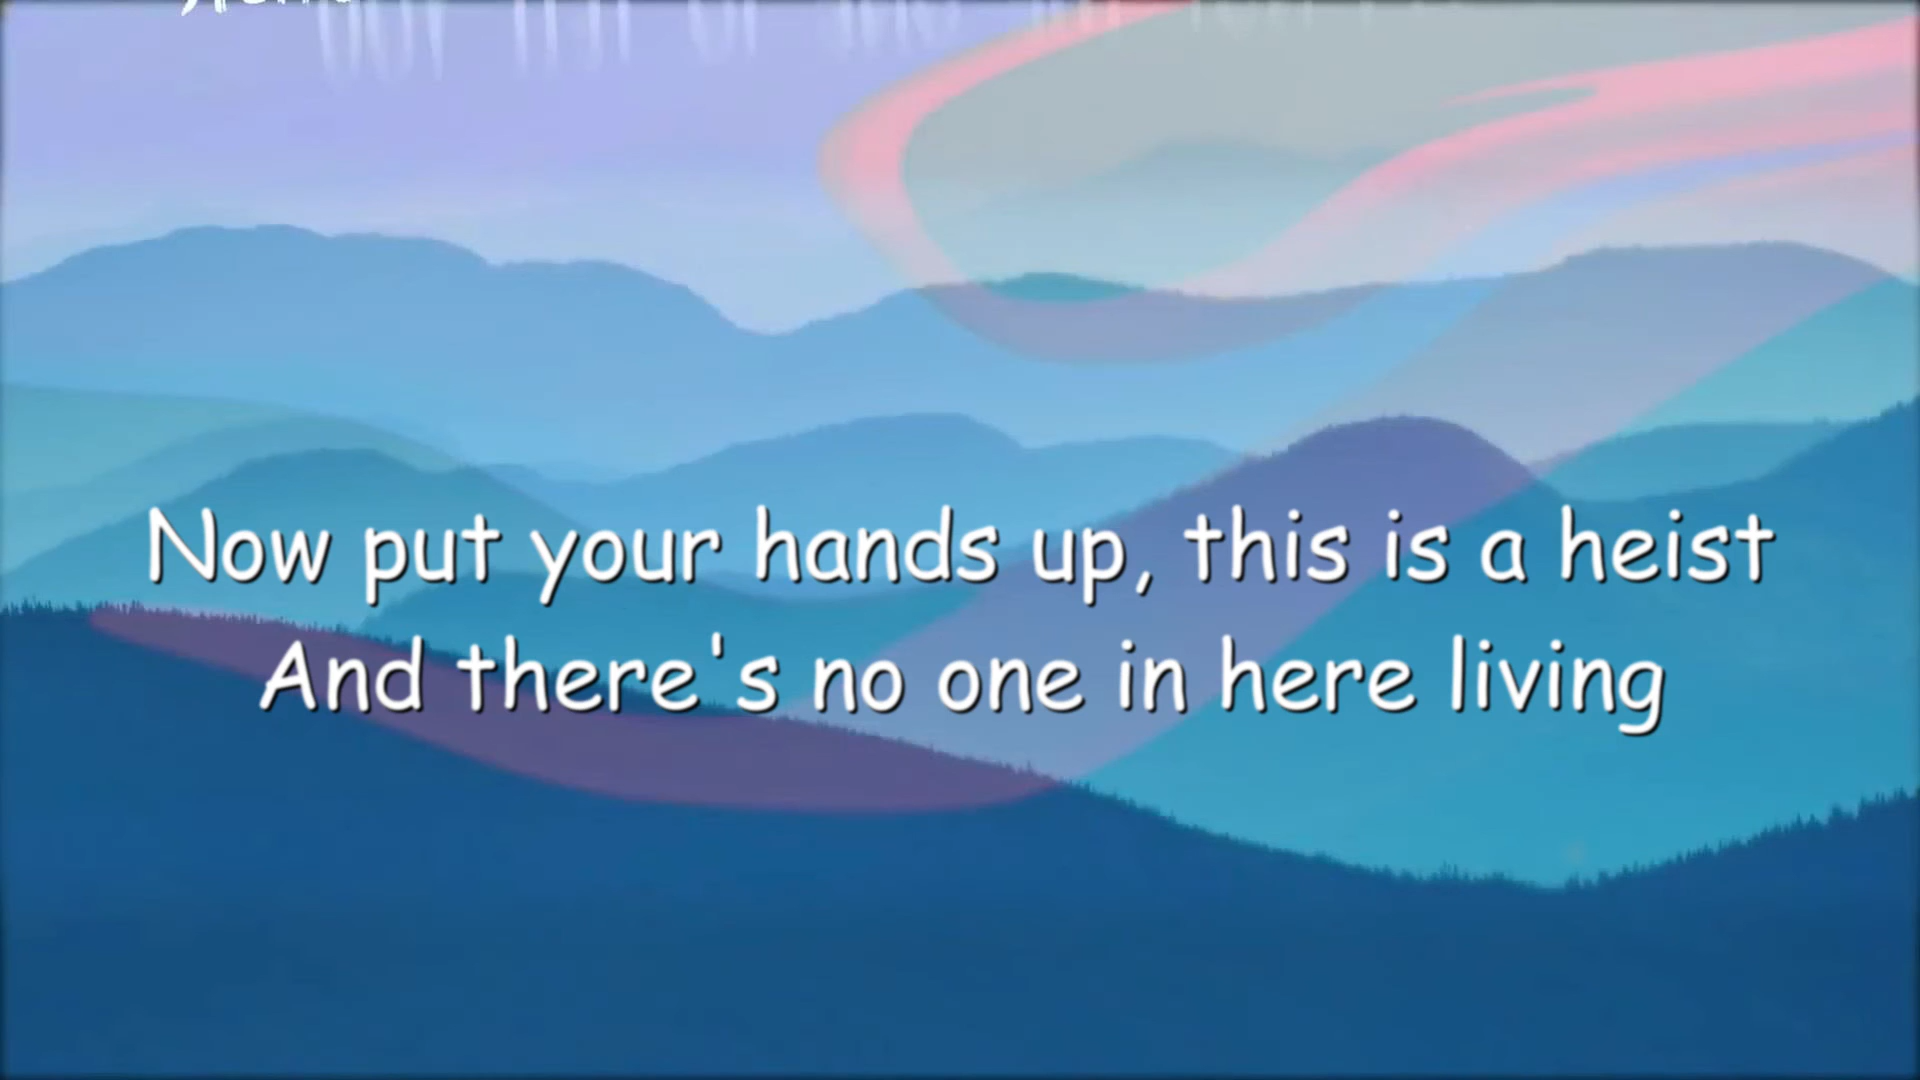 Now put your hands up, this is a heist
And there's no one in here living